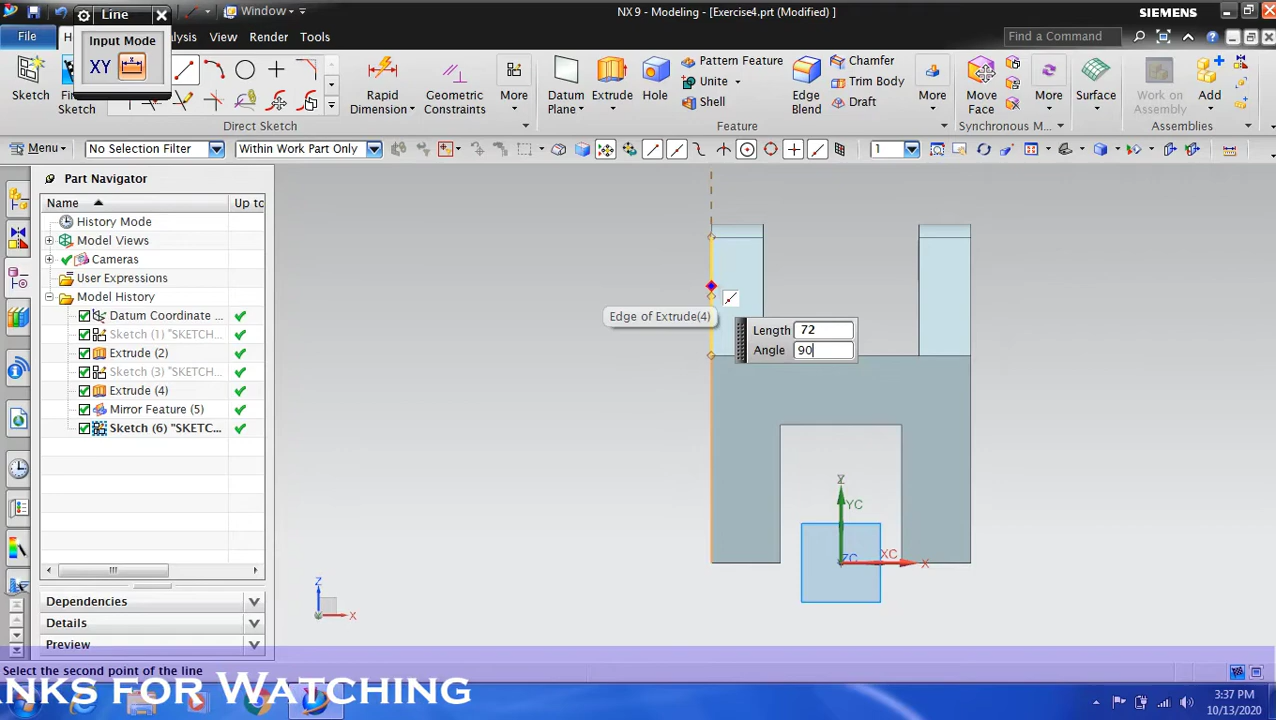 Line
Window
NX 9 - Modeling - [Exercise4.prt (Modified) ]
SIEMENS
File
View
Render
Tools
Find a Command
Input Mode
XY
Sketch
Sketch
Rapid
Dimension
Geometric
Constraints
More
Datum
Plane
Extrude
Hole
Pattern Feature
Unite
Shell
Edge
Blend
Chamfer
Trim Body
Draft
More
Move
Face
More
Surface
Work on
Assembly
Add
Direct Sketch
Feature
Synchronous M...
Assemblies
Menu
No Selection Filter
Within Work Part Only
1
Part Navigator
Name
Up to
History Mode
Model Views
Cameras
User Expressions
Model History
Datum Coordinate ...
Sketch (1) "SKETCH...
Extrude (2)
Sketch (3) "SKETCH...
Extrude (4)
Mirror Feature (5)
Sketch (6) "SKETC...
Dependencies
Details
Preview
Edge of Extrude(4)
Length 72
Angle 90
Z
YC
ZC
XC
X
Z
X
Select the second point of the line
ANKS FOR WATCHING
3:37 PM
10/13/2020